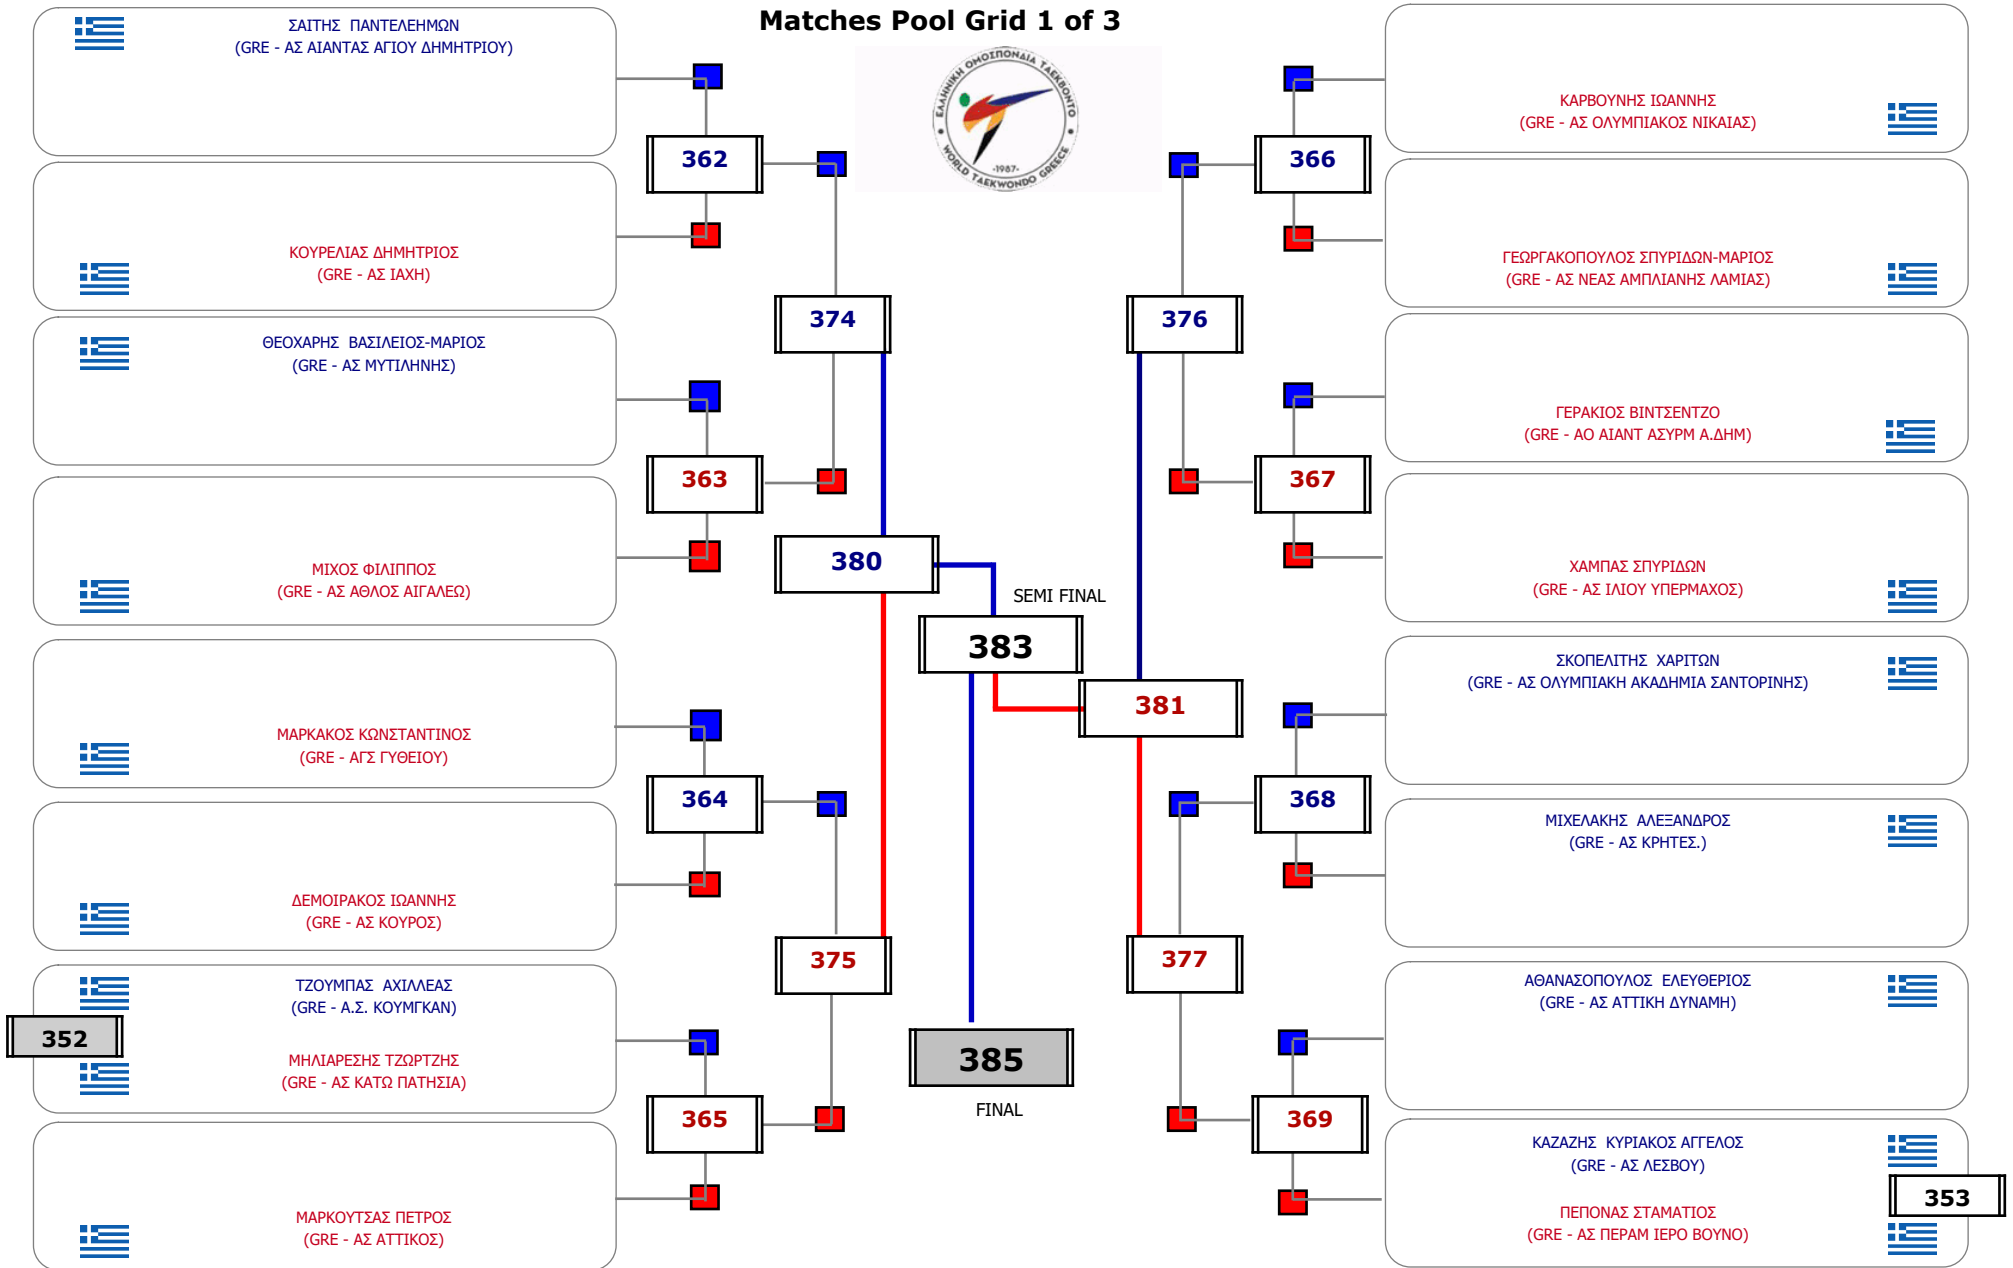 Matches Pool Grid 1 of 3
ΕΛΛΗΝΙΚΗ ΟΜΟΣΠΟΝΔΙΑ ΤΑΕΚΒΟΝΤΟ
-1987-
WORLD TAEKWONDO GREECE
ΣΑΙΤΗΣ ΠΑΝΤΕΛΕΗΜΩΝ
(GRE - ΑΣ ΑΙΑΝΤΑΣ ΑΓΙΟΥ ΔΗΜΗΤΡΙΟΥ)
362
ΚΟΥΡΕΛΙΑΣ ΔΗΜΗΤΡΙΟΣ
(GRE - ΑΣ ΙΑΧΗ)
374
ΘΕΟΧΑΡΗΣ ΒΑΣΙΛΕΙΟΣ-ΜΑΡΙΟΣ
(GRE - ΑΣ ΜΥΤΙΛΗΝΗΣ)
363
ΜΙΧΟΣ ΦΙΛΙΠΠΟΣ
(GRE - ΑΣ ΑΘΛΟΣ ΑΙΓΑΛΕΩ)
380
ΜΑΡΚΑΚΟΣ ΚΩΝΣΤΑΝΤΙΝΟΣ
(GRE - ΑΓΣ ΓΥΘΕΙΟΥ)
364
ΔΕΜΟΙΡΑΚΟΣ ΙΩΑΝΝΗΣ
(GRE - ΑΣ ΚΟΥΡΟΣ)
375
ΤΖΟΥΜΠΑΣ ΑΧΙΛΛΕΑΣ
(GRE - Α.Σ. ΚΟΥΜΓΚΑΝ)
352
ΜΗΛΙΑΡΕΣΗΣ ΤΖΩΡΤΖΗΣ
(GRE - ΑΣ ΚΑΤΩ ΠΑΤΗΣΙΑ)
365
ΜΑΡΚΟΥΤΣΑΣ ΠΕΤΡΟΣ
(GRE - ΑΣ ΑΤΤΙΚΟΣ)
SEMI FINAL
383
385
FINAL
ΚΑΡΒΟΥΝΗΣ ΙΩΑΝΝΗΣ
(GRE - ΑΣ ΟΛΥΜΠΙΑΚΟΣ ΝΙΚΑΙΑΣ)
366
ΓΕΩΡΓΑΚΟΠΟΥΛΟΣ ΣΠΥΡΙΔΩΝ-ΜΑΡΙΟΣ
(GRE - ΑΣ ΝΕΑΣ ΑΜΠΛΙΑΝΗΣ ΛΑΜΙΑΣ)
376
ΓΕΡΑΚΙΟΣ ΒΙΝΤΣΕΝΤΖΟ
(GRE - ΑΟ ΑΙΑΝΤ ΑΣΥΡΜ Α.ΔΗΜ)
367
ΧΑΜΠΑΣ ΣΠΥΡΙΔΩΝ
(GRE - ΑΣ ΙΛΙΟΥ ΥΠΕΡΜΑΧΟΣ)
381
ΣΚΟΠΕΛΙΤΗΣ ΧΑΡΙΤΩΝ
(GRE - ΑΣ ΟΛΥΜΠΙΑΚΗ ΑΚΑΔΗΜΙΑ ΣΑΝΤΟΡΙΝΗΣ)
368
ΜΙΧΕΛΑΚΗΣ ΑΛΕΞΑΝΔΡΟΣ
(GRE - ΑΣ ΚΡΗΤΕΣ.)
377
ΑΘΑΝΑΣΟΠΟΥΛΟΣ ΕΛΕΥΘΕΡΙΟΣ
(GRE - ΑΣ ΑΤΤΙΚΗ ΔΥΝΑΜΗ)
369
ΚΑΖΑΖΗΣ ΚΥΡΙΑΚΟΣ ΑΓΓΕΛΟΣ
(GRE - ΑΣ ΛΕΣΒΟΥ)
353
ΠΕΠΟΝΑΣ ΣΤΑΜΑΤΙΟΣ
(GRE - ΑΣ ΠΕΡΑΜ ΙΕΡΟ ΒΟΥΝΟ)